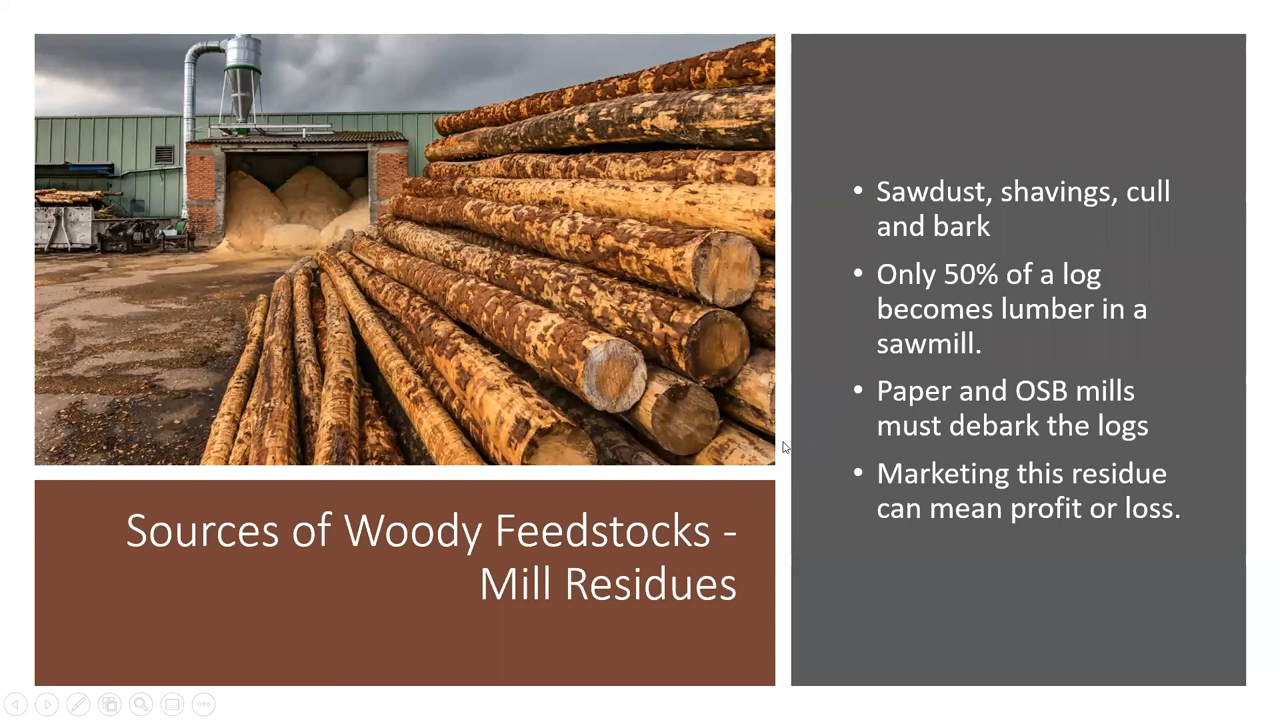 Sources of Woody Feedstocks -
Mill Residues
• Sawdust, shavings, cull
and bark
• Only 50% of a log
becomes lumber in a
sawmill.
• Paper and OSB mills
must debark the logs
• Marketing this residue
can mean profit or loss.